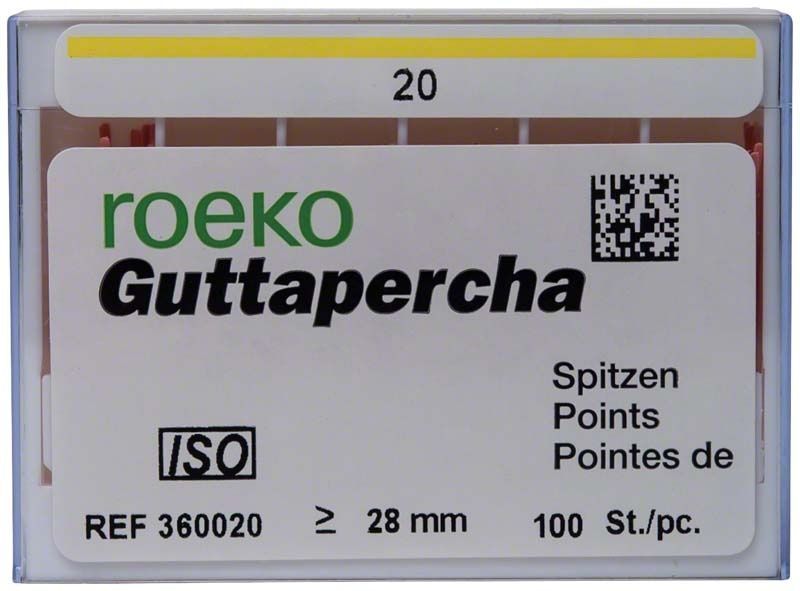 20
roeko
Guttapercha
Spitzen
Points
Pointes de
ISO
REF 360020 ≥ 28 mm 100 St./pc.